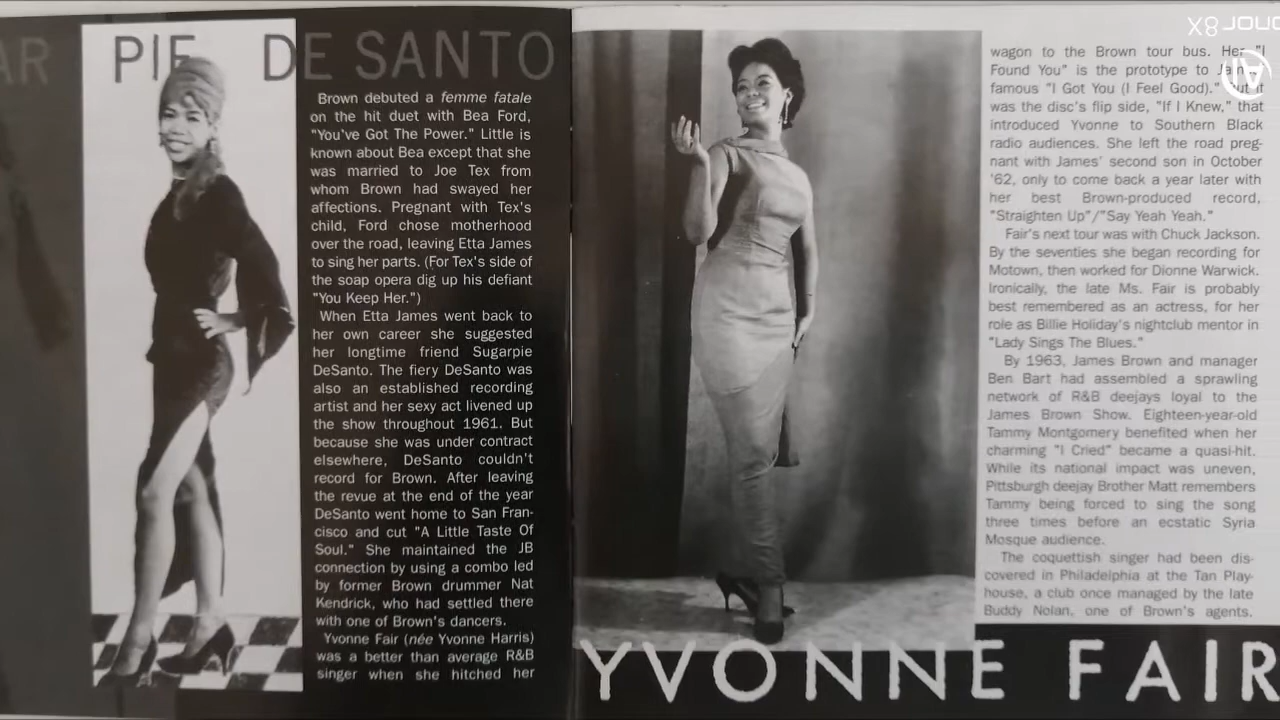 AR PIE DE SANTO
Brown debuted a femme fatale
on the hit duet with Bea Ford,
"You've Got The Power." Little is
known about Bea except that she
was married to Joe Tex from
whom Brown had swayed her
affections. Pregnant with Tex's
child, Ford chose motherhood
over the road, leaving Etta James
to sing her parts. (For Tex's side of
the soap opera dig up his defiant
"You Keep Her.")
When Etta James went back to
her own career she suggested
her longtime friend Sugarpie
DeSanto. The fiery DeSanto was
also an established recording
artist and her sexy act livened up
the show throughout 1961. But
because she was under contract
elsewhere, DeSanto couldn't
record for Brown. After leaving
the revue at the end of the year
DeSanto went home to San Fran-
cisco and cut "A Little Taste Of
Soul." She maintained the JB
connection by using a combo led
by former Brown drummer Nat
Kendrick, who had settled there
with one of Brown's dancers.
Yvonne Fair (née Yvonne Harris)
was a better than average R&B
singer when she hitched her
wagon to the Brown tour bus. Her "I
Found You" is the prototype to
famous "I Got You (I Feel Good)." But it
was the disc's flip side, "If I Knew," that
introduced Yvonne to Southern Black
radio audiences. She left the road preg-
nant with James' second son in October
'62, only to come back a year later with
her best Brown-produced record,
"Straighten Up"/"Say Yeah Yeah."
Fair's next tour was with Chuck Jackson.
By the seventies she began recording for
Motown, then worked for Dionne Warwick.
Ironically, the late Ms. Fair is probably
best remembered as an actress, for her
role as Billie Holiday's nightclub mentor in
"Lady Sings The Blues."
By 1963, James Brown and manager
Ben Bart had assembled a sprawling
network of R&B deejays loyal to the
James Brown Show. Eighteen-year-old
Tammy Montgomery benefited when her
charming "I Cried" became a quasi-hit.
While its national impact was uneven,
Pittsburgh deejay Brother Matt remembers
Tammy being forced to sing the song
three times before an ecstatic Syria
Mosque audience.
The coquettish singer had been dis-
covered in Philadelphia at the Tan Play-
house, a club once managed by the late
Buddy Nolan, one of Brown's agents.
YVONNE FAIR